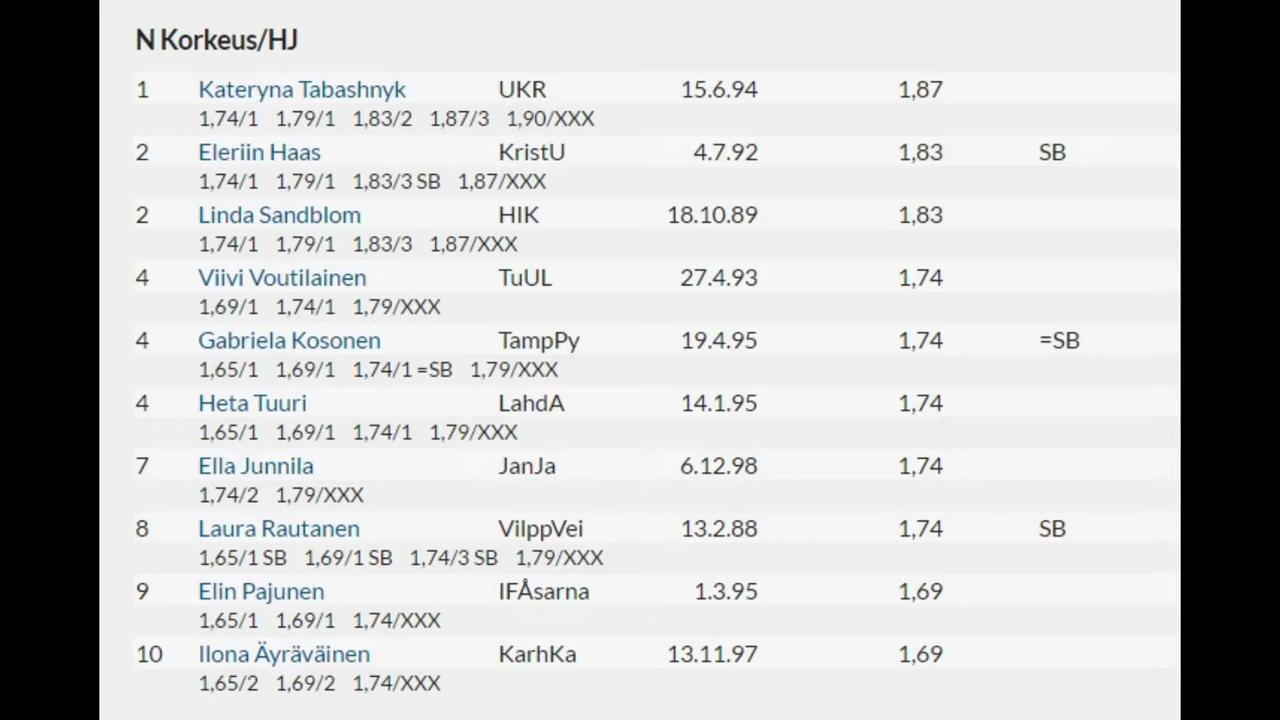 N Korkeus/HJ
1 Kateryna Tabashnyk UKR 15.6.94 1,87
1,74/1 1,79/1 1,83/2 1,87/3 1,90/XXX
2 Eleriin Haas KristU 4.7.92 1,83 SB
1,74/1 1,79/1 1,83/3 SB 1,87/XXX
2 Linda Sandblom HIK 18.10.89 1,83
1,74/1 1,79/1 1,83/3 1,87/XXX
4 Viivi Voutilainen TuUL 27.4.93 1,74
1,69/1 1,74/1 1,79/XXX
4 Gabriela Kosonen TampPy 19.4.95 1,74 =SB
1,65/1 1,69/1 1,74/1 =SB 1,79/XXX
4 Heta Tuuri LahdA 14.1.95 1,74
1,65/1 1,69/1 1,74/1 1,79/XXX
7 Ella Junnila JanJa 6.12.98 1,74
1,74/2 1,79/XXX
8 Laura Rautanen VilppVei 13.2.88 1,74 SB
1,65/1 SB 1,69/1 SB 1,74/3 SB 1,79/XXX
9 Elin Pajunen IFÅsarna 1.3.95 1,69
1,65/1 1,69/1 1,74/XXX
10 Ilona Äyräväinen KarhKa 13.11.97 1,69
1,65/2 1,69/2 1,74/XXX